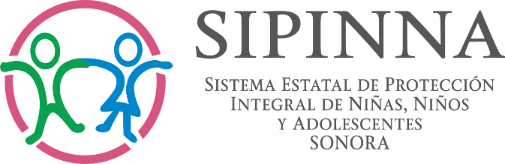 SIPINNA
SISTEMA ESTATAL DE PROTECCIÓN
INTEGRAL DE NIÑAS, NIÑOS
Y ADOLESCENTES
SONORA